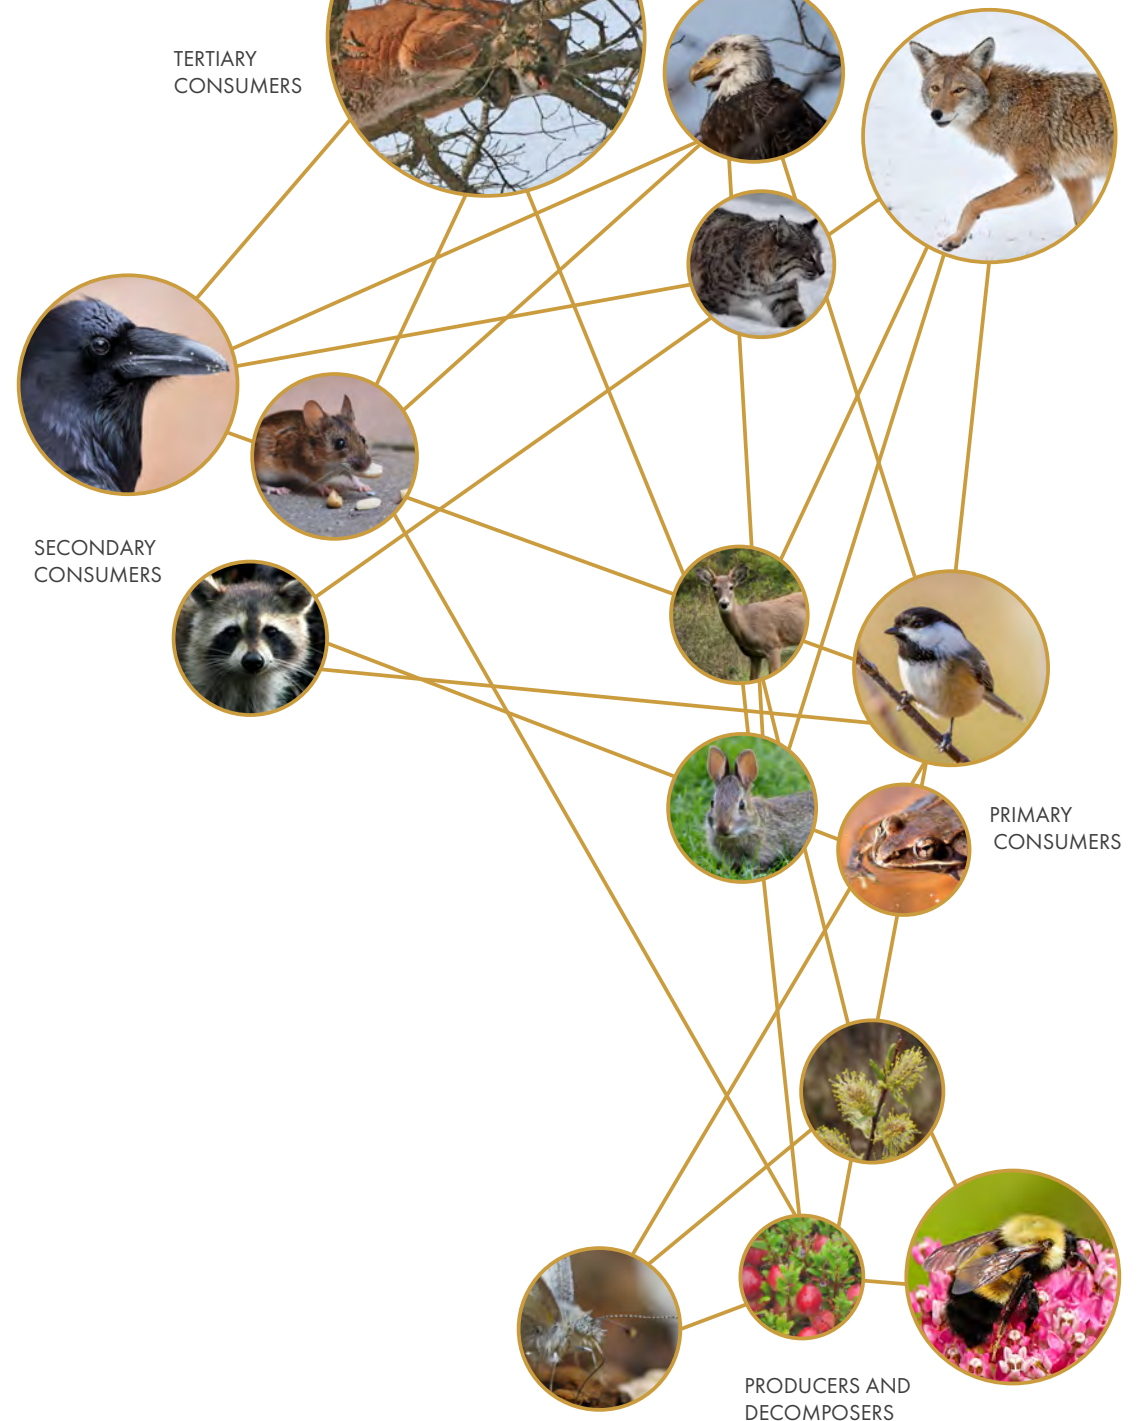 TERTIARY
CONSUMERS
SECONDARY
CONSUMERS
PRIMARY
CONSUMERS
PRODUCERS AND
DECOMPOSERS